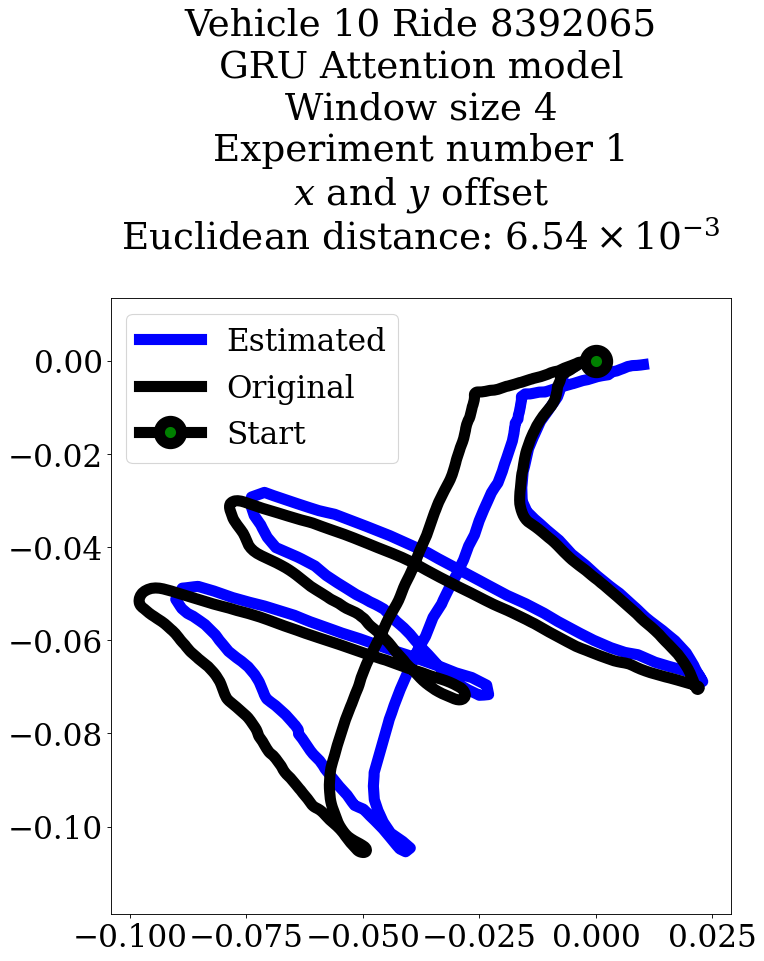 Vehicle 10 Ride 8392065
GRU Attention model
Window size 4
Experiment number 1
x and y offset
Euclidean distance: 6.54 × 10⁻³
Estimated
Original
Start
0.00
−0.02
−0.04
−0.06
−0.08
−0.10
−0.100 −0.075 −0.050 −0.025 0.000 0.025